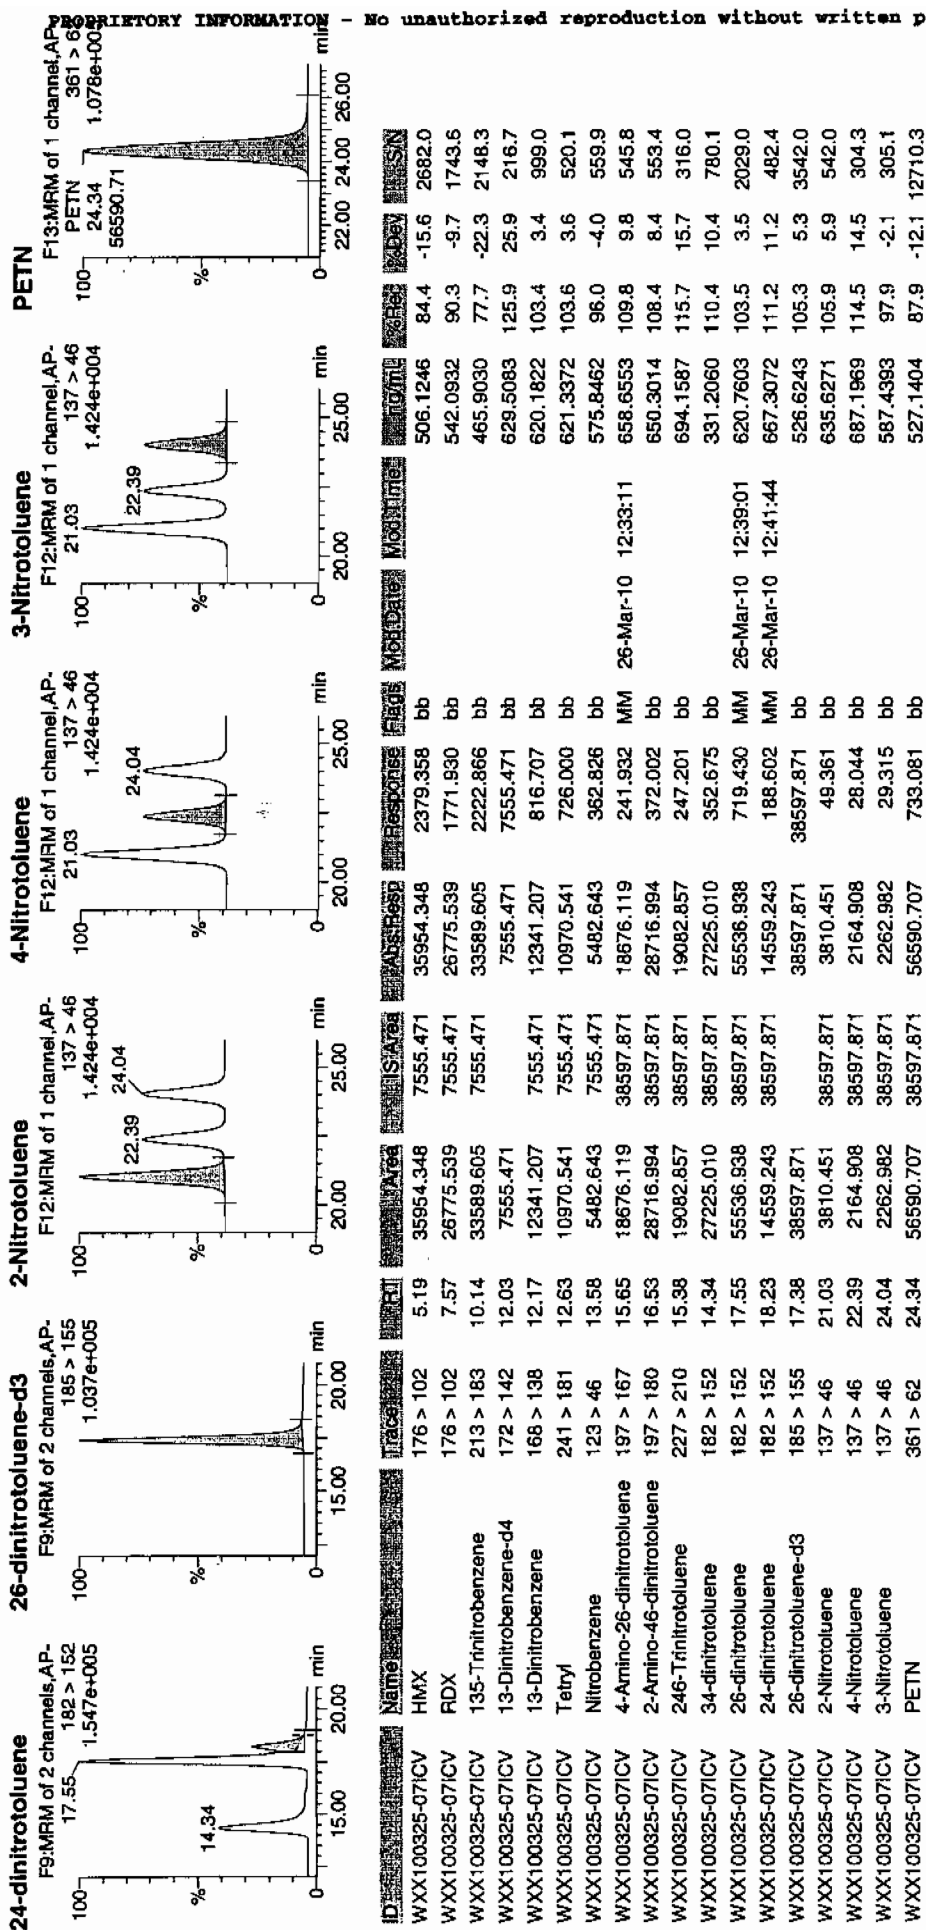 PROPRIETORY INFORMATION - No unauthorized reproduction without written p
24-dinitrotoluene
F9:MRM of 2 channels,AP-
182 > 152
1.547e+005
100
17.55
14.34
%
0
15.00
20.00
min
26-dinitrotoluene-d3
F9:MRM of 2 channels,AP-
185 > 155
1.037e+005
100
%
0
15.00
20.00
min
2-Nitrotoluene
F12:MRM of 1 channel,AP-
137 > 46
1.424e+004
100
22.39
24.04
%
0
20.00
25.00
min
4-Nitrotoluene
F12:MRM of 1 channel,AP-
137 > 46
1.424e+004
100
21.03
24.04
%
0
20.00
25.00
min
3-Nitrotoluene
F12:MRM of 1 channel,AP-
137 > 46
1.424e+004
100
21.03
22.39
%
0
20.00
25.00
min
PETN
F13:MRM of 1 channel,AP-
361 > 6
1.078e+005
100
PETN
24.34
56590.71
%
0
22.00
24.00
26.00
min
ID Name Trace RT Area IS Area Abs.Resp Response Flags Mod.Date Mod.Time ng/mL %Rec %Dev S/N
WXX100325-07ICV HMX 176 > 102 5.19 35954.348 7555.471 35954.348 2379.358 bb 506.1246 84.4 -15.6 2682.0
WXX100325-07ICV RDX 176 > 102 7.57 26775.539 7555.471 26775.539 1771.930 bb 542.0932 90.3 -9.7 1743.6
WXX100325-07ICV 135-Trinitrobenzene 213 > 183 10.14 33589.605 7555.471 33589.605 2222.866 bb 465.9030 77.7 -22.3 2148.3
WXX100325-07ICV 13-Dinitrobenzene-d4 172 > 142 12.03 7555.471 7555.471 7555.471 bb 629.5083 125.9 25.9 216.7
WXX100325-07ICV 13-Dinitrobenzene 168 > 138 12.17 12341.207 7555.471 12341.207 816.707 bb 620.1822 103.4 3.4 999.0
WXX100325-07ICV Tetryl 241 > 181 12.63 10970.541 7555.471 10970.541 726.000 bb 621.3372 103.6 3.6 520.1
WXX100325-07ICV Nitrobenzene 123 > 46 13.58 5482.643 7555.471 5482.643 362.826 bb 575.8462 96.0 -4.0 559.9
WXX100325-07ICV 4-Amino-26-dinitrotoluene 197 > 167 15.65 18676.119 38597.871 18676.119 241.932 MM 26-Mar-10 12:33:11 658.6553 109.8 9.8 545.8
WXX100325-07ICV 2-Amino-46-dinitrotoluene 197 > 180 16.53 28716.994 38597.871 28716.994 372.002 bb 650.3014 108.4 8.4 553.4
WXX100325-07ICV 246-Trinitrotoluene 227 > 210 15.38 19082.857 38597.871 19082.857 247.201 bb 694.1587 115.7 15.7 316.0
WXX100325-07ICV 34-dinitrotoluene 182 > 152 14.34 27225.010 38597.871 27225.010 352.675 bb 331.2060 110.4 10.4 780.1
WXX100325-07ICV 26-dinitrotoluene 182 > 152 17.55 55536.938 38597.871 55536.938 719.430 MM 26-Mar-10 12:39:01 620.7603 103.5 3.5 2029.0
WXX100325-07ICV 24-dinitrotoluene 182 > 152 18.23 14559.243 38597.871 14559.243 188.602 MM 26-Mar-10 12:41:44 667.3072 111.2 11.2 482.4
WXX100325-07ICV 26-dinitrotoluene-d3 185 > 155 17.38 38597.871 38597.871 38597.871 bb 526.6243 105.3 5.3 3542.0
WXX100325-07ICV 2-Nitrotoluene 137 > 46 21.03 3810.451 38597.871 3810.451 49.361 bb 635.6271 105.9 5.9 542.0
WXX100325-07ICV 4-Nitrotoluene 137 > 46 22.39 2164.908 38597.871 2164.908 28.044 bb 687.1969 114.5 14.5 304.3
WXX100325-07ICV 3-Nitrotoluene 137 > 46 24.04 2262.982 38597.871 2262.982 29.315 bb 587.4393 97.9 -2.1 305.1
WXX100325-07ICV PETN 361 > 62 24.34 56590.707 38597.871 56590.707 733.081 bb 527.1404 87.9 -12.1 12710.3